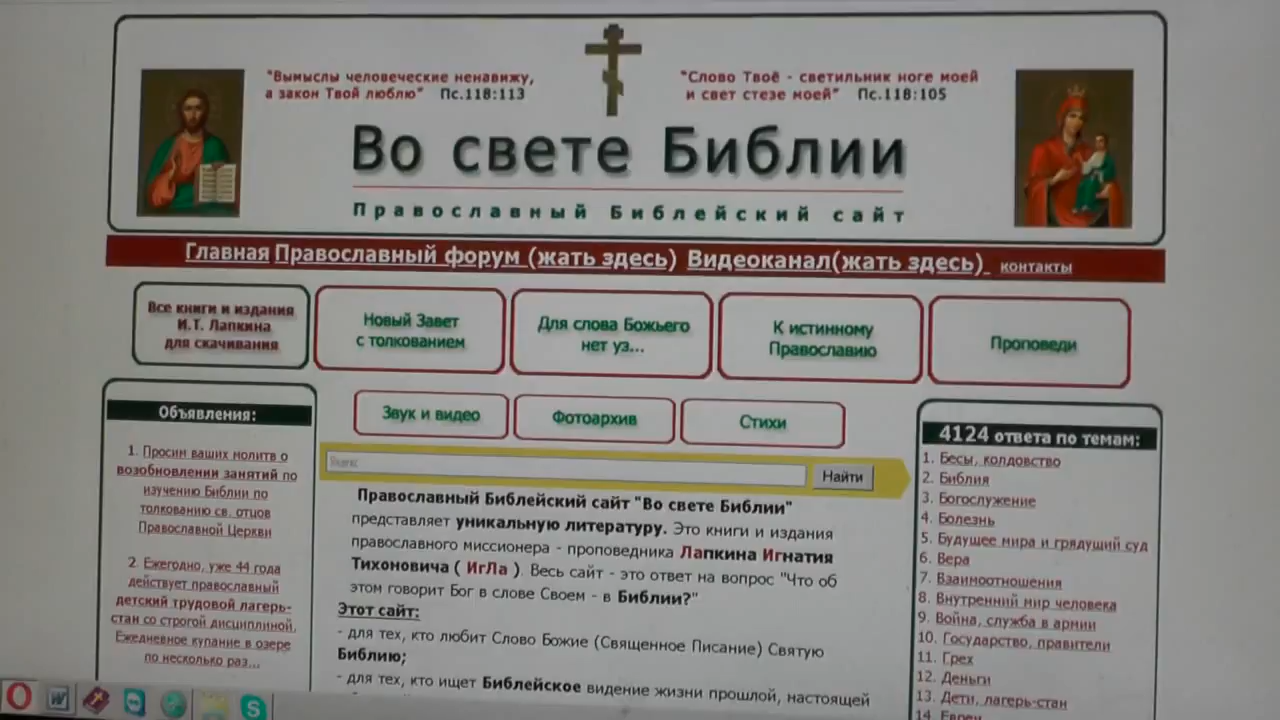 "Вымыслы человеческие ненавижу,
а закон Твой люблю" Пс.118:113
"Слово Твоё - светильник ноге моей
и свет стезе моей" Пс.118:105
Во свете Библии
Православный Библейский сайт
Главная Православный форум (жать здесь) Видеоканал(жать здесь) контакты
Все книги и издания
И.Т. Лапкина
для скачивания
Новый Завет
с толкованием
Для слова Божьего
нет уз...
К истинному
Православию
Проповеди
Звук и видео
Фотоархив
Стихи
Объявления:
1. Просим ваших молитв о
возобновлении занятий по
изучению Библии по
толкованию св. отцов
Православной Церкви
2. Ежегодно, уже 44 года
действует православный
детский трудовой лагерь-
стан со строгой дисциплиной.
Ежедневное купание в озере
по несколько раз...
Найти
Православный Библейский сайт "Во свете Библии"
представляет уникальную литературу. Это книги и издания
православного миссионера - проповедника Лапкина Игнатия
Тихоновича ( ИгЛа ). Весь сайт - это ответ на вопрос "Что об
этом говорит Бог в слове Своем - в Библии?"
Этот сайт:
- для тех, кто любит Слово Божие (Священное Писание) Святую
Библию;
- для тех, кто ищет Библейское видение жизни прошлой, настоящей
4124 ответа по темам:
1. Бесы, колдовство
2. Библия
3. Богослужение
4. Болезнь
5. Будущее мира и грядущий суд
6. Вера
7. Взаимоотношения
8. Внутренний мир человека
9. Война, служба в армии
10. Государство, правители
11. Грех
12. Деньги
13. Дети, лагерь-стан
14. Евреи